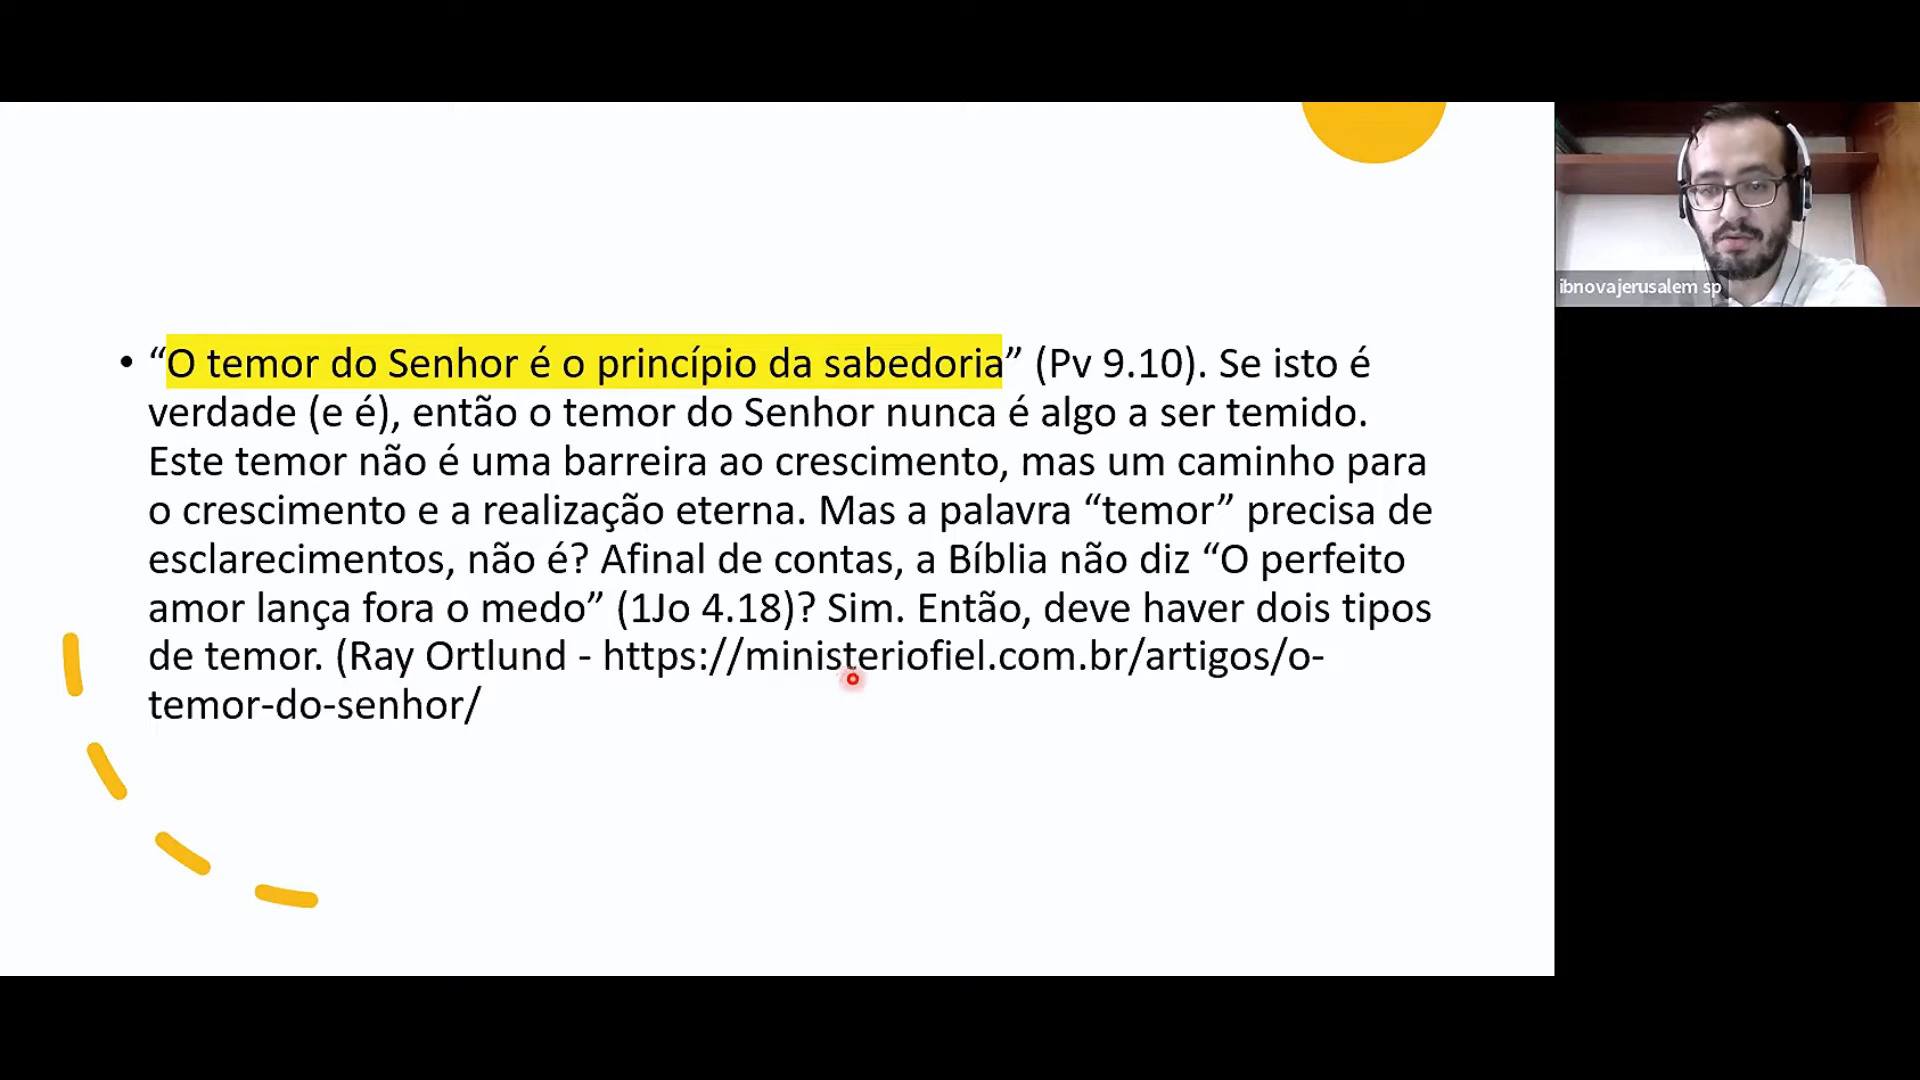 • “O temor do Senhor é o princípio da sabedoria” (Pv 9.10). Se isto é
verdade (e é), então o temor do Senhor nunca é algo a ser temido.
Este temor não é uma barreira ao crescimento, mas um caminho para
o crescimento e a realização eterna. Mas a palavra “temor” precisa de
esclarecimentos, não é? Afinal de contas, a Bíblia não diz “O perfeito
amor lança fora o medo” (1Jo 4.18)? Sim. Então, deve haver dois tipos
de temor. (Ray Ortlund - https://ministeriofiel.com.br/artigos/o-
temor-do-senhor/
ibnovajerusalem sp